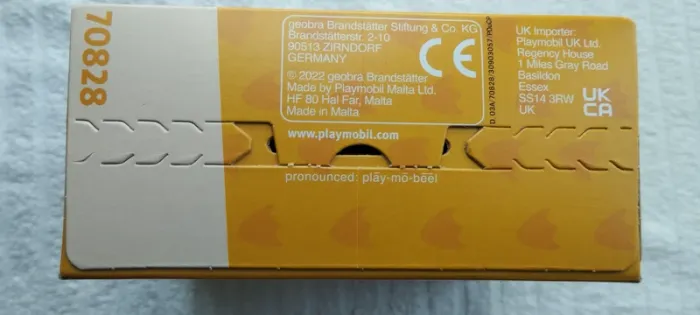 70828
geobra Brandstätter Stiftung & Co. KG
Brandstätterstr. 2-10
90513 ZIRNDORF
GERMANY
CE
© 2022 geobra Brandstätter
Made by Playmobil Malta Ltd.
HF 80 Hal Far, Malta
Made in Malta
www.playmobil.com
pronounced: plāy-mō-bēēl
UK Importer:
Playmobil UK Ltd.
Regency House
1 Miles Gray Road
Basildon
Essex
SS14 3RW
UK
UK
CA